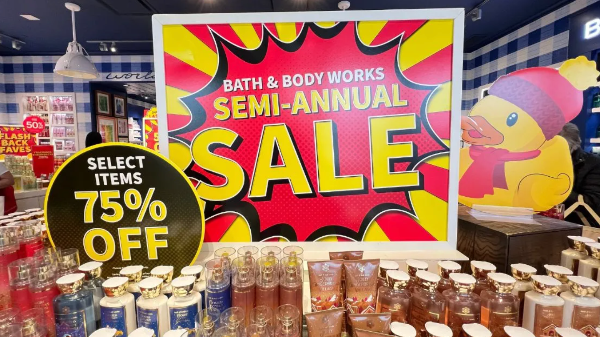 BATH & BODY WORKS
SEMI-ANNUAL
SALE
SELECT
ITEMS
75%
OFF
FLASH
BACK
FAVES
50%